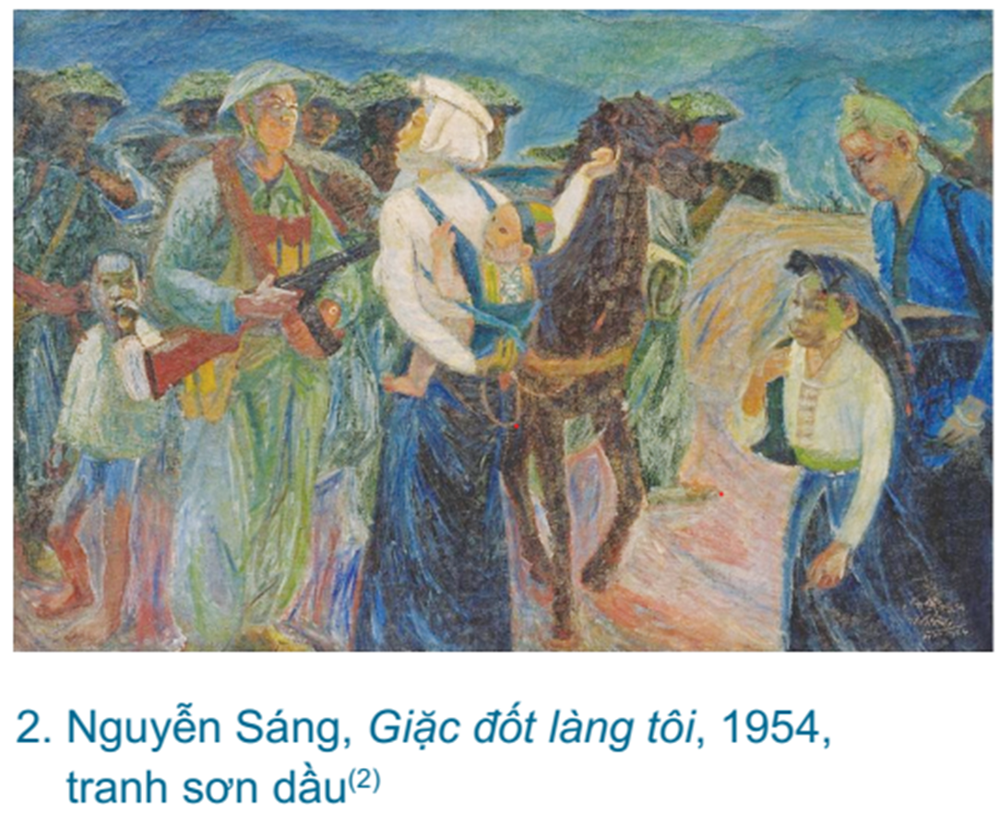 2. Nguyễn Sáng, Giặc đốt làng tôi, 1954,
tranh sơn dầu(2)